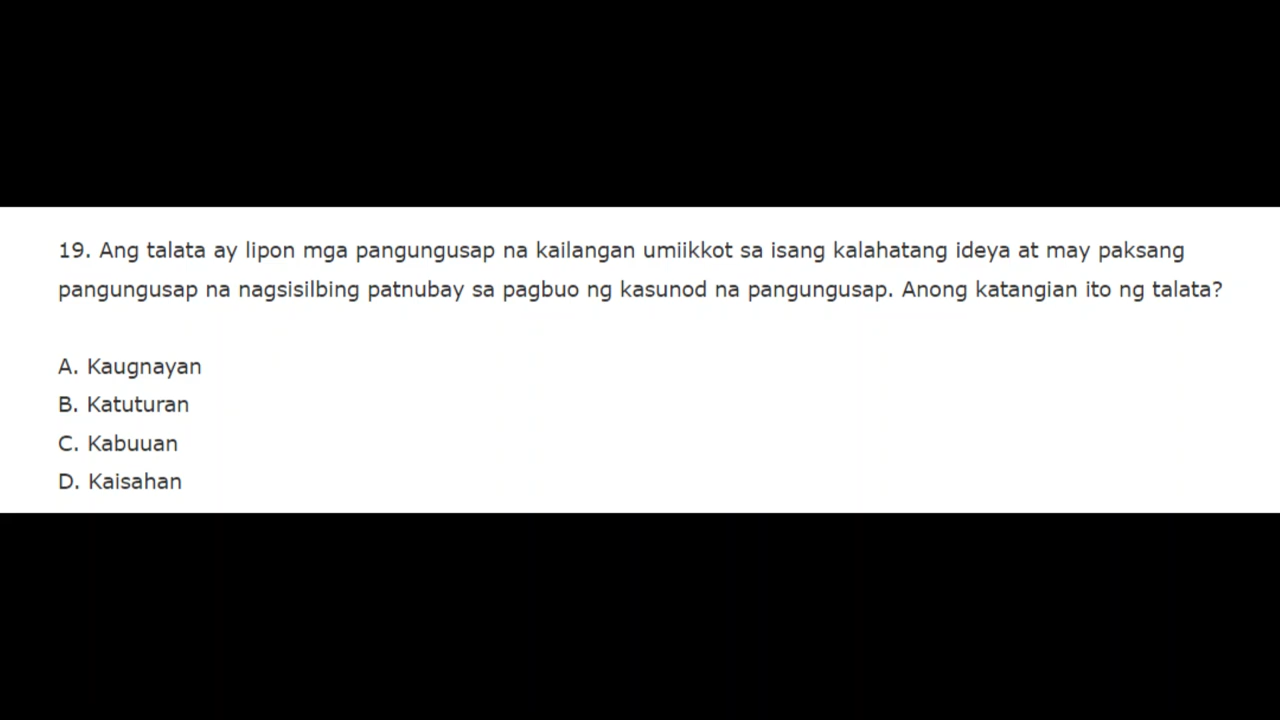 19. Ang talata ay lipon mga pangungusap na kailangan umiikkot sa isang kalahatang ideya at may paksang
pangungusap na nagsisilbing patnubay sa pagbuo ng kasunod na pangungusap. Anong katangian ito ng talata?
A. Kaugnayan
B. Katuturan
C. Kabuuan
D. Kaisahan